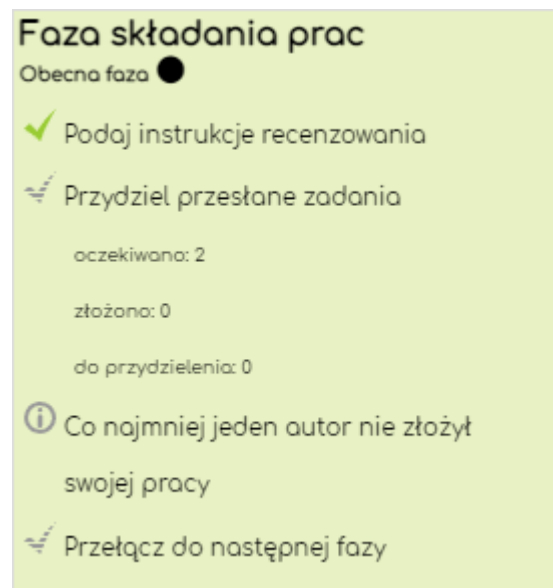 Faza składania prac
Obecna faza
Podaj instrukcje recenzowania
Przydziel przesłane zadania
oczekiwano: 2
złożono: 0
do przydzielenia: 0
Co najmniej jeden autor nie złożył
swojej pracy
Przełącz do następnej fazy